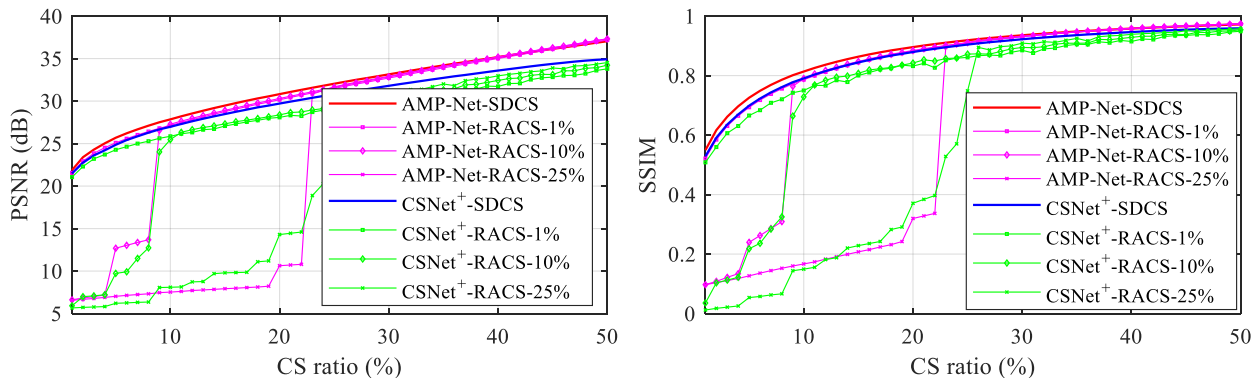 40
35
30
25
20
15
10
5
PSNR (dB)
10
20
30
40
50
CS ratio (%)
AMP-Net-SDCS
AMP-Net-RACS-1%
AMP-Net-RACS-10%
AMP-Net-RACS-25%
CSNet+-SDCS
CSNet+-RACS-1%
CSNet+-RACS-10%
CSNet+-RACS-25%
1
0.8
0.6
0.4
0.2
0
SSIM
10
20
30
40
50
CS ratio (%)
AMP-Net-SDCS
AMP-Net-RACS-1%
AMP-Net-RACS-10%
AMP-Net-RACS-25%
CSNet+-SDCS
CSNet+-RACS-1%
CSNet+-RACS-10%
CSNet+-RACS-25%